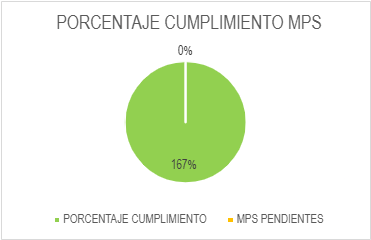 PORCENTAJE CUMPLIMIENTO MPS
0%
167%
PORCENTAJE CUMPLIMIENTO MPS PENDIENTES